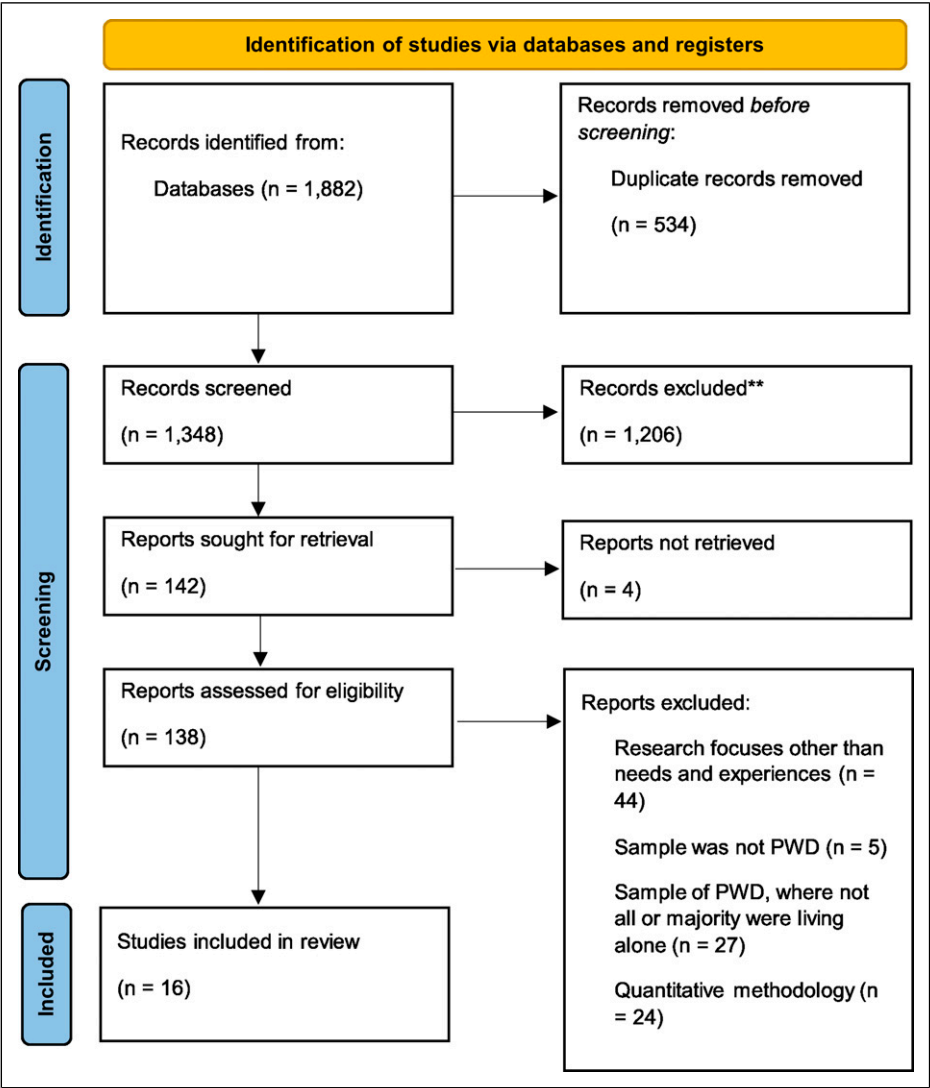 Identification of studies via databases and registers
Identification
Records identified from:
Databases (n = 1,882)
Records removed before
screening:
Duplicate records removed
(n = 534)
Screening
Records screened
(n = 1,348)
Records excluded**
(n = 1,206)
Reports sought for retrieval
(n = 142)
Reports not retrieved
(n = 4)
Reports assessed for eligibility
(n = 138)
Reports excluded:
Research focuses other than
needs and experiences (n =
44)
Sample was not PWD (n = 5)
Sample of PWD, where not
all or majority were living
alone (n = 27)
Quantitative methodology (n
= 24)
Included
Studies included in review
(n = 16)